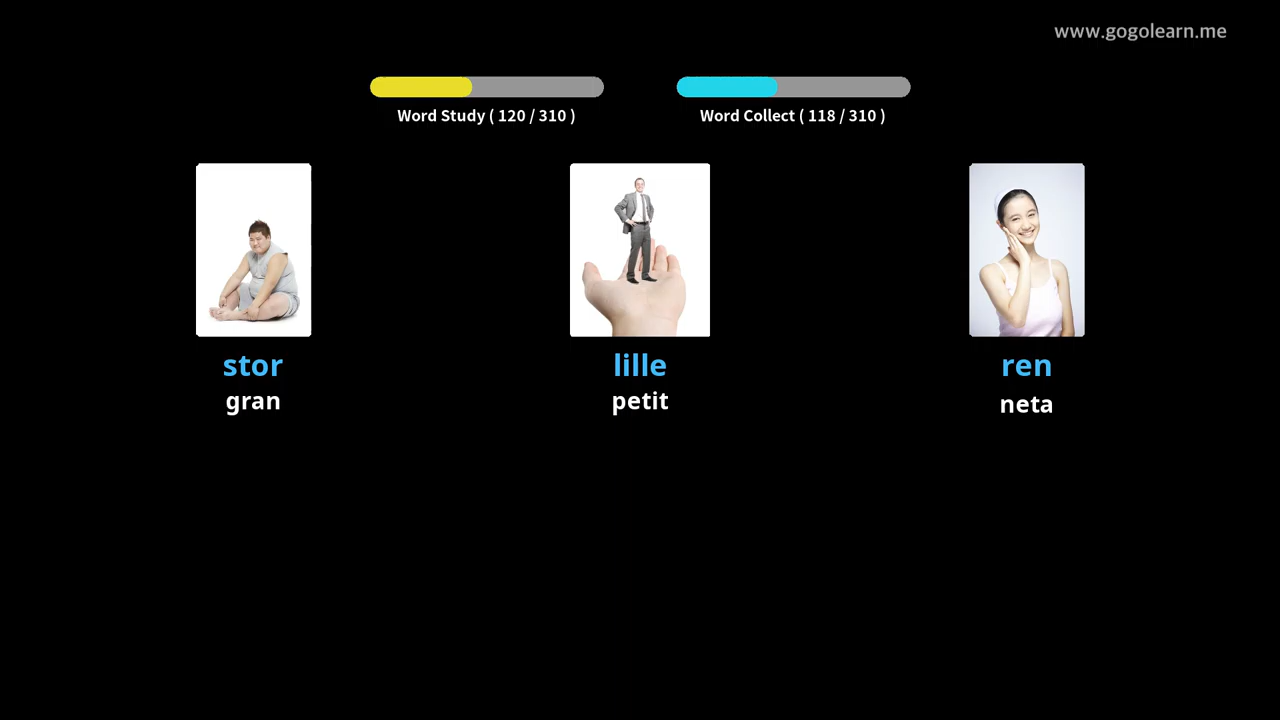 www.gogolearn.me
Word Study ( 120 / 310 )
Word Collect ( 118 / 310 )
stor
gran
lille
petit
ren
neta